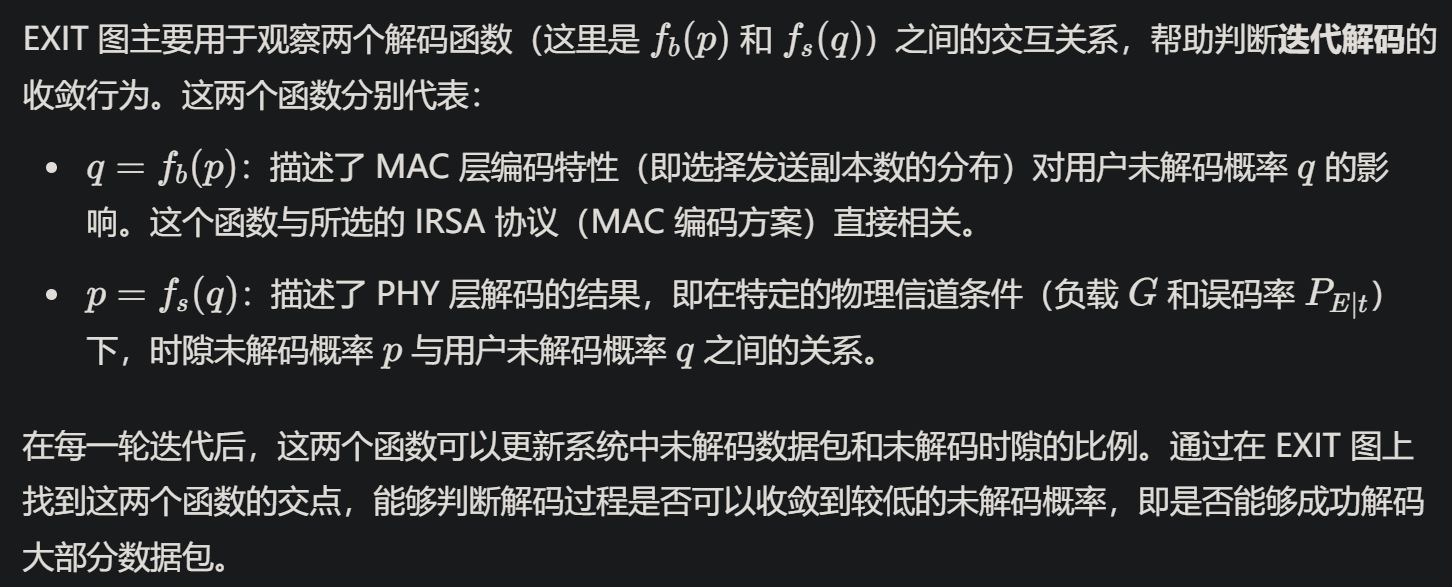 EXIT 图主要用于观察两个解码函数（这里是 f_b(p) 和 f_s(q)）之间的交互关系，帮助判断迭代解码的
收敛行为。这两个函数分别代表：
• q = f_b(p)：描述了 MAC 层编码特性（即选择发送副本数的分布）对用户未解码概率 q 的影
响。这个函数与所选的 IRSA 协议（MAC 编码方案）直接相关。
• p = f_s(q)：描述了 PHY 层解码的结果，即在特定的物理信道条件（负载 G 和误码率 P_{E|t}）
下，时隙未解码概率 p 与用户未解码概率 q 之间的关系。
在每一轮迭代后，这两个函数可以更新系统中未解码数据包和未解码时隙的比例。通过在 EXIT 图上
找到这两个函数的交点，能够判断解码过程是否可以收敛到较低的未解码概率，即是否能够成功解码
大部分数据包。